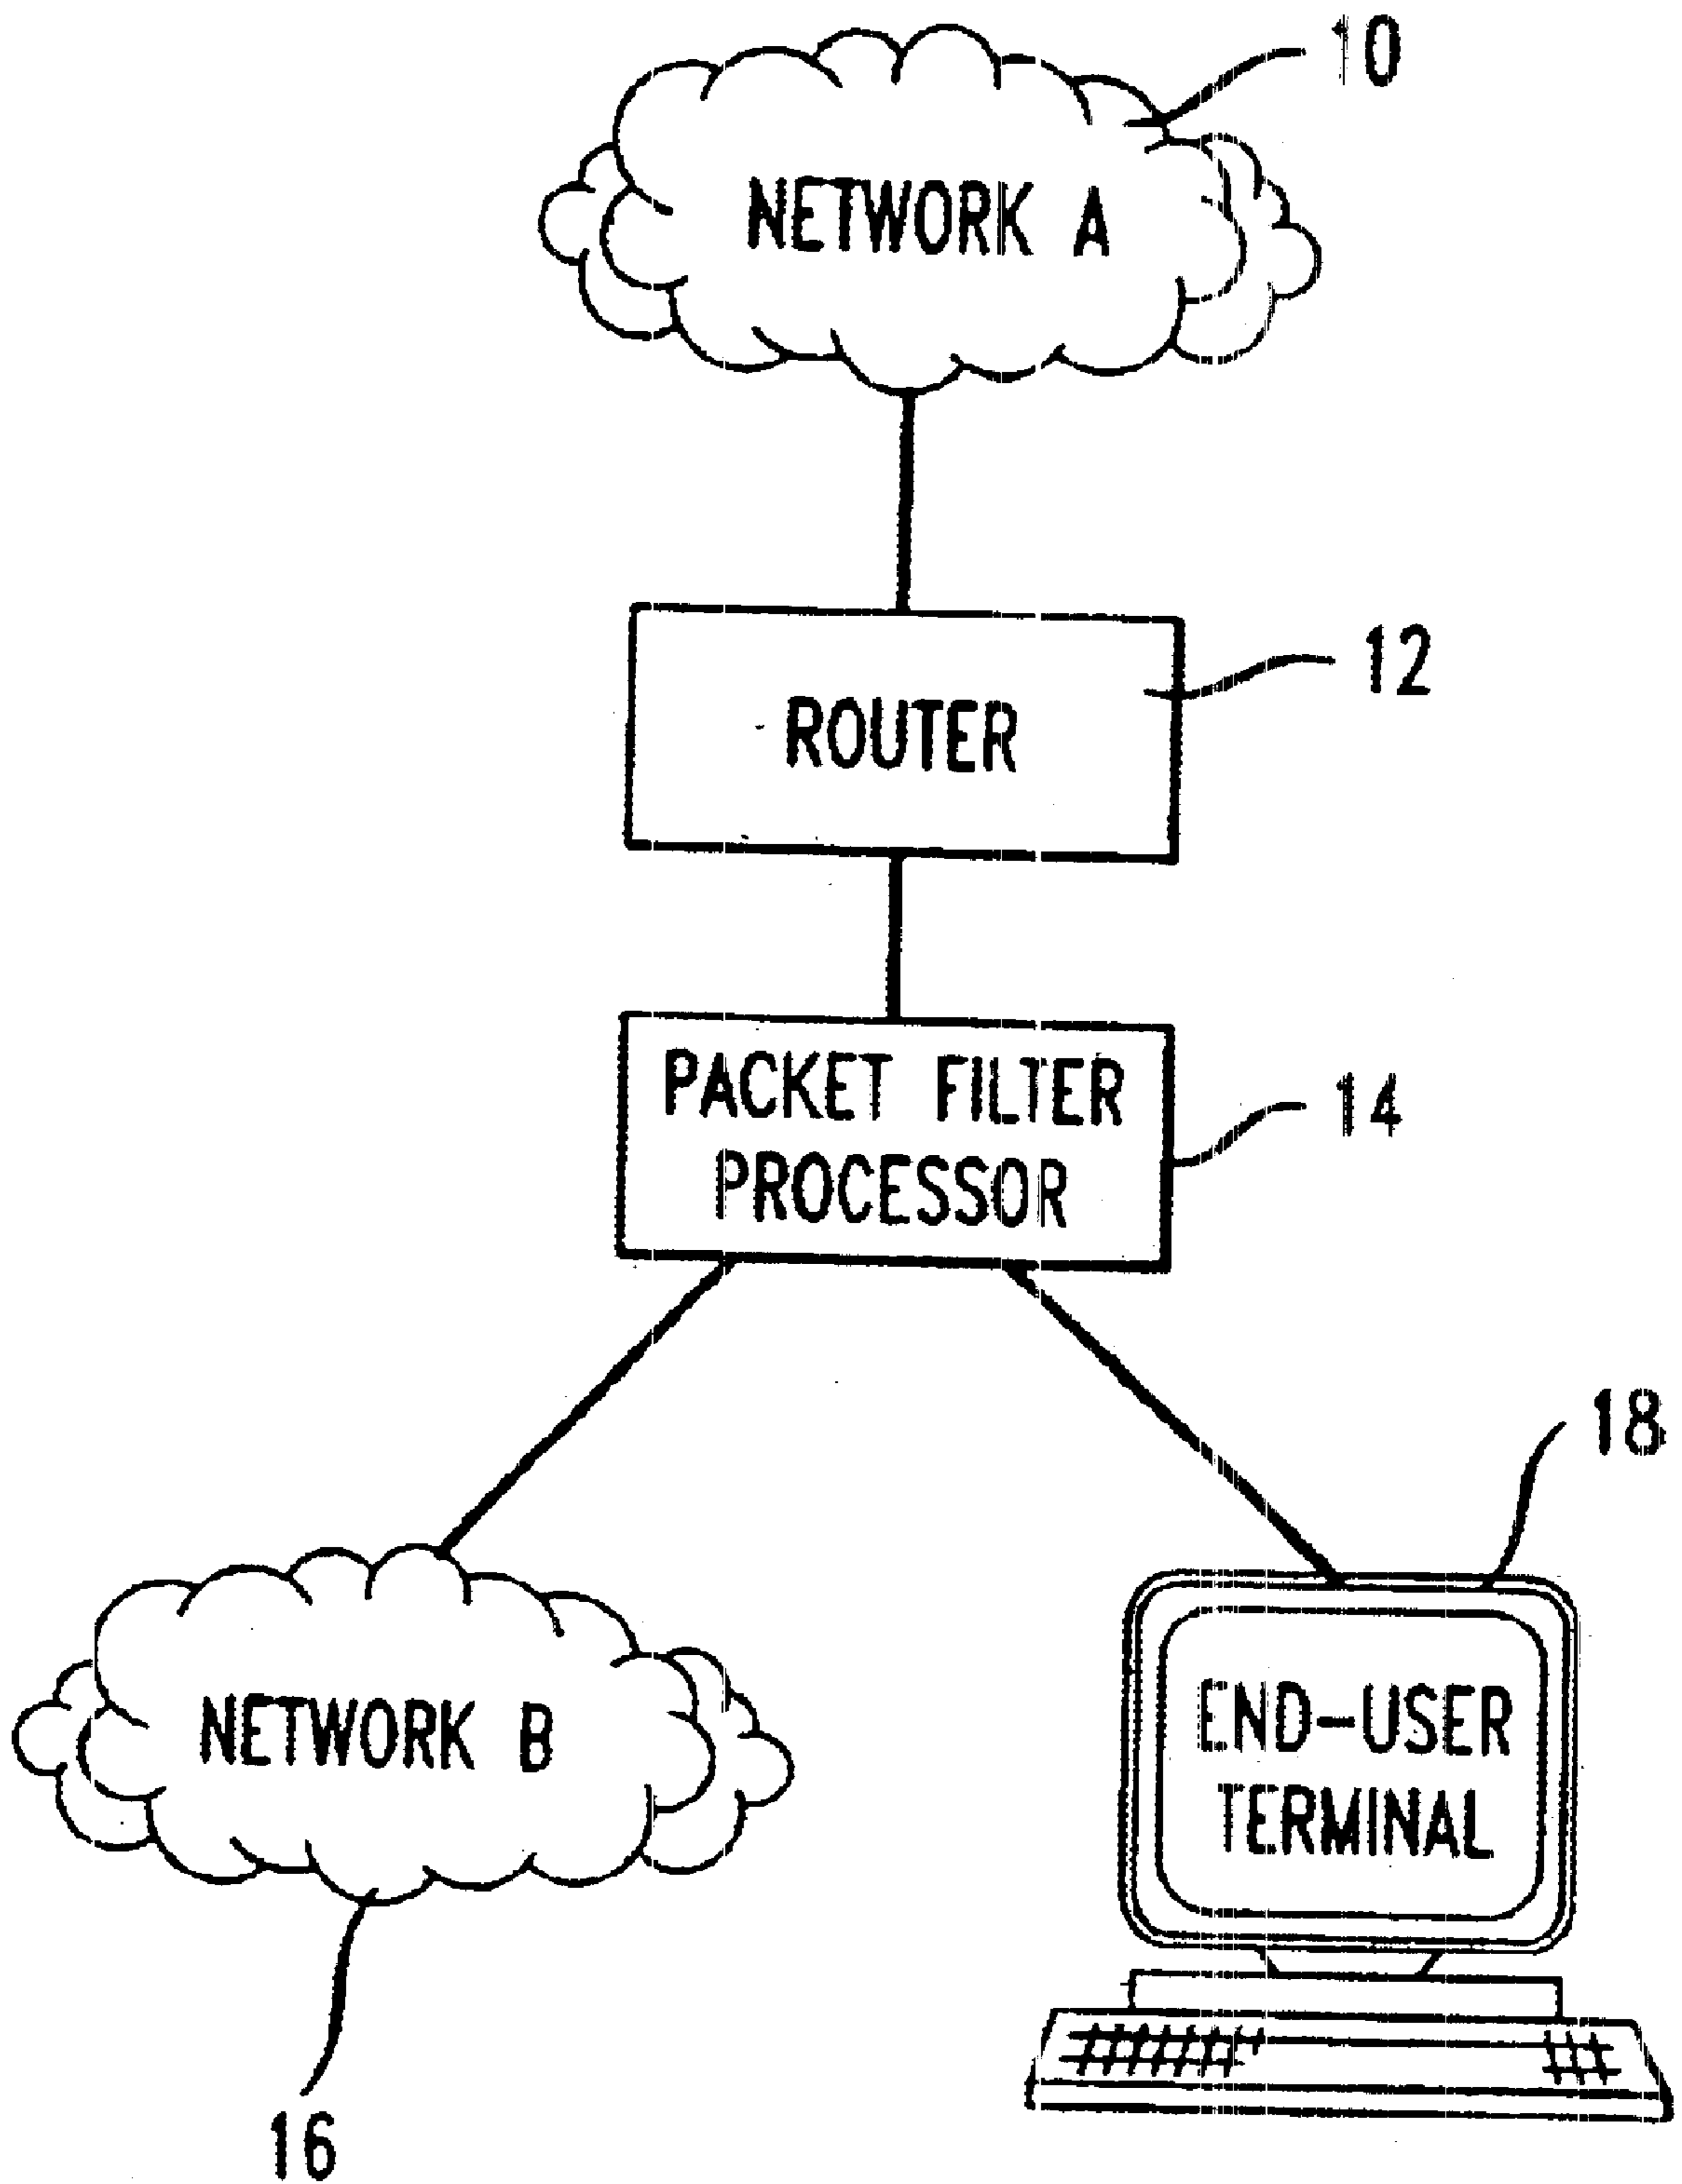 10
NETWORK A
12
ROUTER
PACKET FILTER
PROCESSOR
14
18
NETWORK B
END-USER
TERMINAL
16